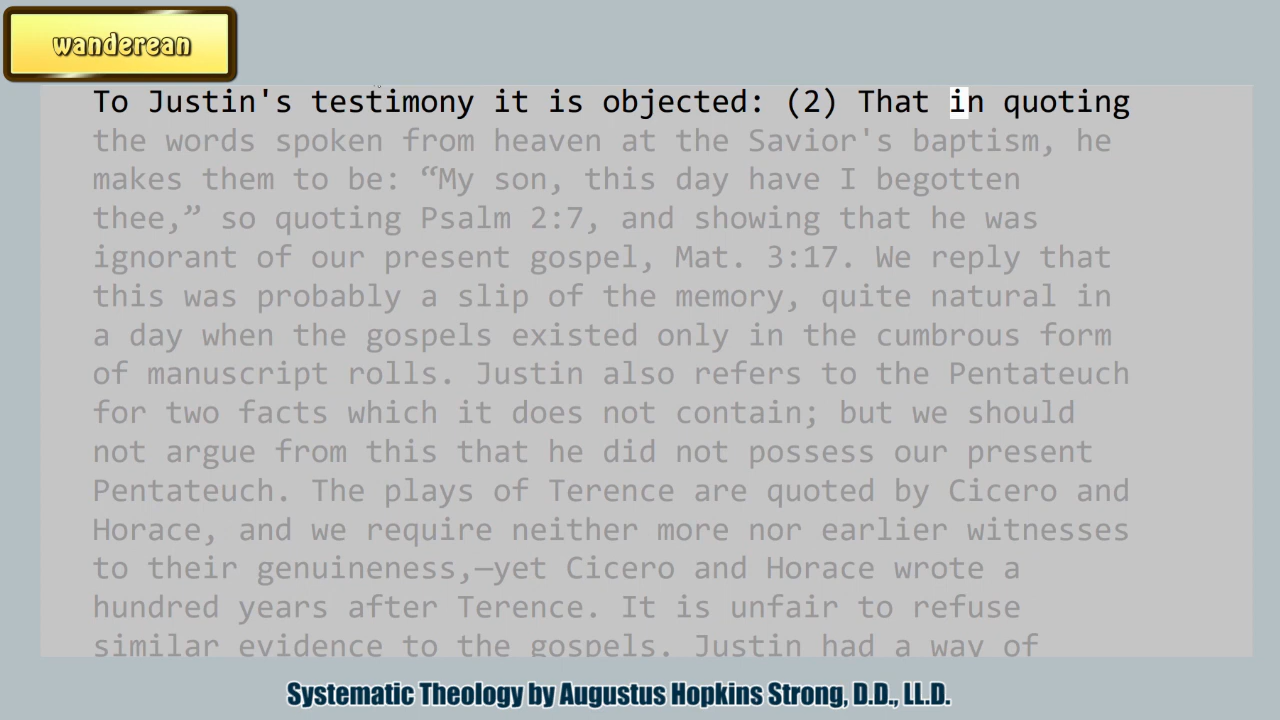 wanderean
To Justin's testimony it is objected: (2) That in quoting
the words spoken from heaven at the Savior's baptism, he
makes them to be: “My son, this day have I begotten
thee,” so quoting Psalm 2:7, and showing that he was
ignorant of our present gospel, Mat. 3:17. We reply that
this was probably a slip of the memory, quite natural in
a day when the gospels existed only in the cumbrous form
of manuscript rolls. Justin also refers to the Pentateuch
for two facts which it does not contain; but we should
not argue from this that he did not possess our present
Pentateuch. The plays of Terence are quoted by Cicero and
Horace, and we require neither more nor earlier witnesses
to their genuineness,—yet Cicero and Horace wrote a
hundred years after Terence. It is unfair to refuse
similar evidence to the gospels. Justin had a way of
Systematic Theology by Augustus Hopkins Strong, D.D., LL.D.